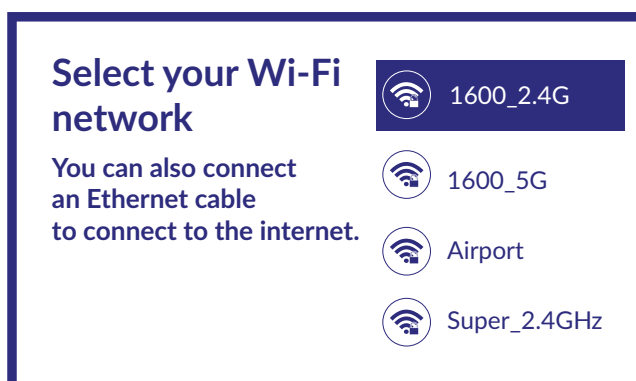 Select your Wi-Fi
network
You can also connect
an Ethernet cable
to connect to the internet.
1600_2.4G
1600_5G
Airport
Super_2.4GHz